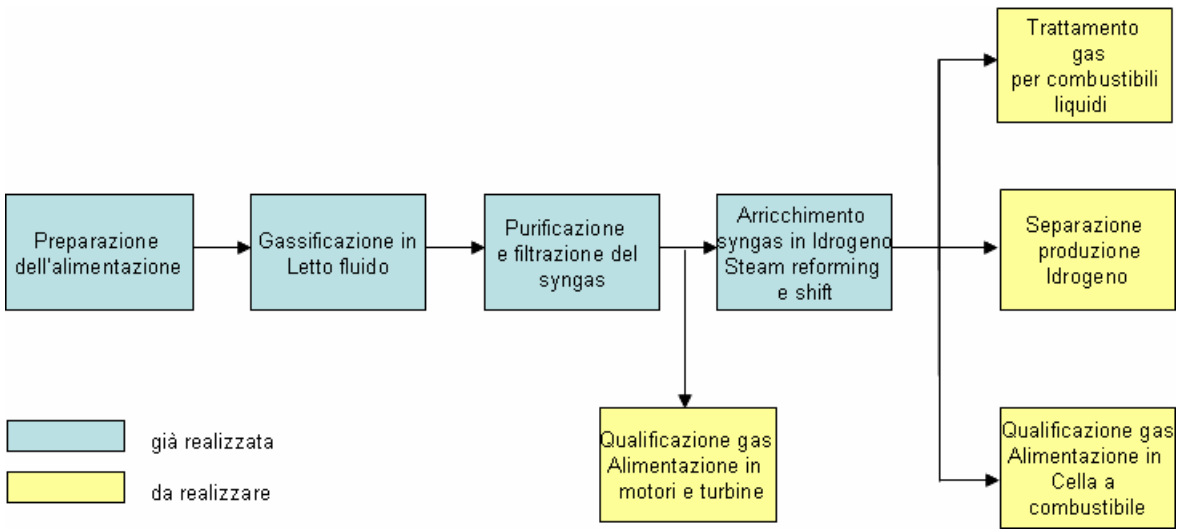 Trattamento
gas
per combustibili
liquidi
Preparazione
dell'alimentazione
Gassificazione in
Letto fluido
Purificazione
e filtrazione del
syngas
Arricchimento
syngas in Idrogeno
Steam reforming
e shift
Separazione
produzione
Idrogeno
Qualificazione gas
Alimentazione in
motori e turbine
Qualificazione gas
Alimentazione in
Cella a
combustibile
già realizzata
da realizzare